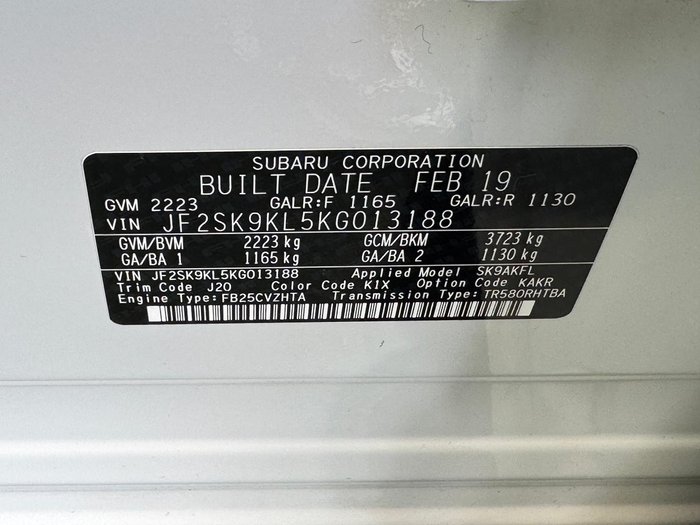 SUBARU CORPORATION
BUILT DATE FEB 19
GVM 2223 GALR:F 1165 GALR:R 1130
VIN JF2SK9KL5KG013188
GVM/BVM 2223 kg GCM/BKM 3723 kg
GA/BA 1 1165 kg GA/BA 2 1130 kg
VIN JF2SK9KL5KG013188 Applied Model SK9AKFL
Trim Code J20 Color Code K1X Option Code KAKR
Engine Type:FB25CVZHTA Transmission Type:TR580RHTBA